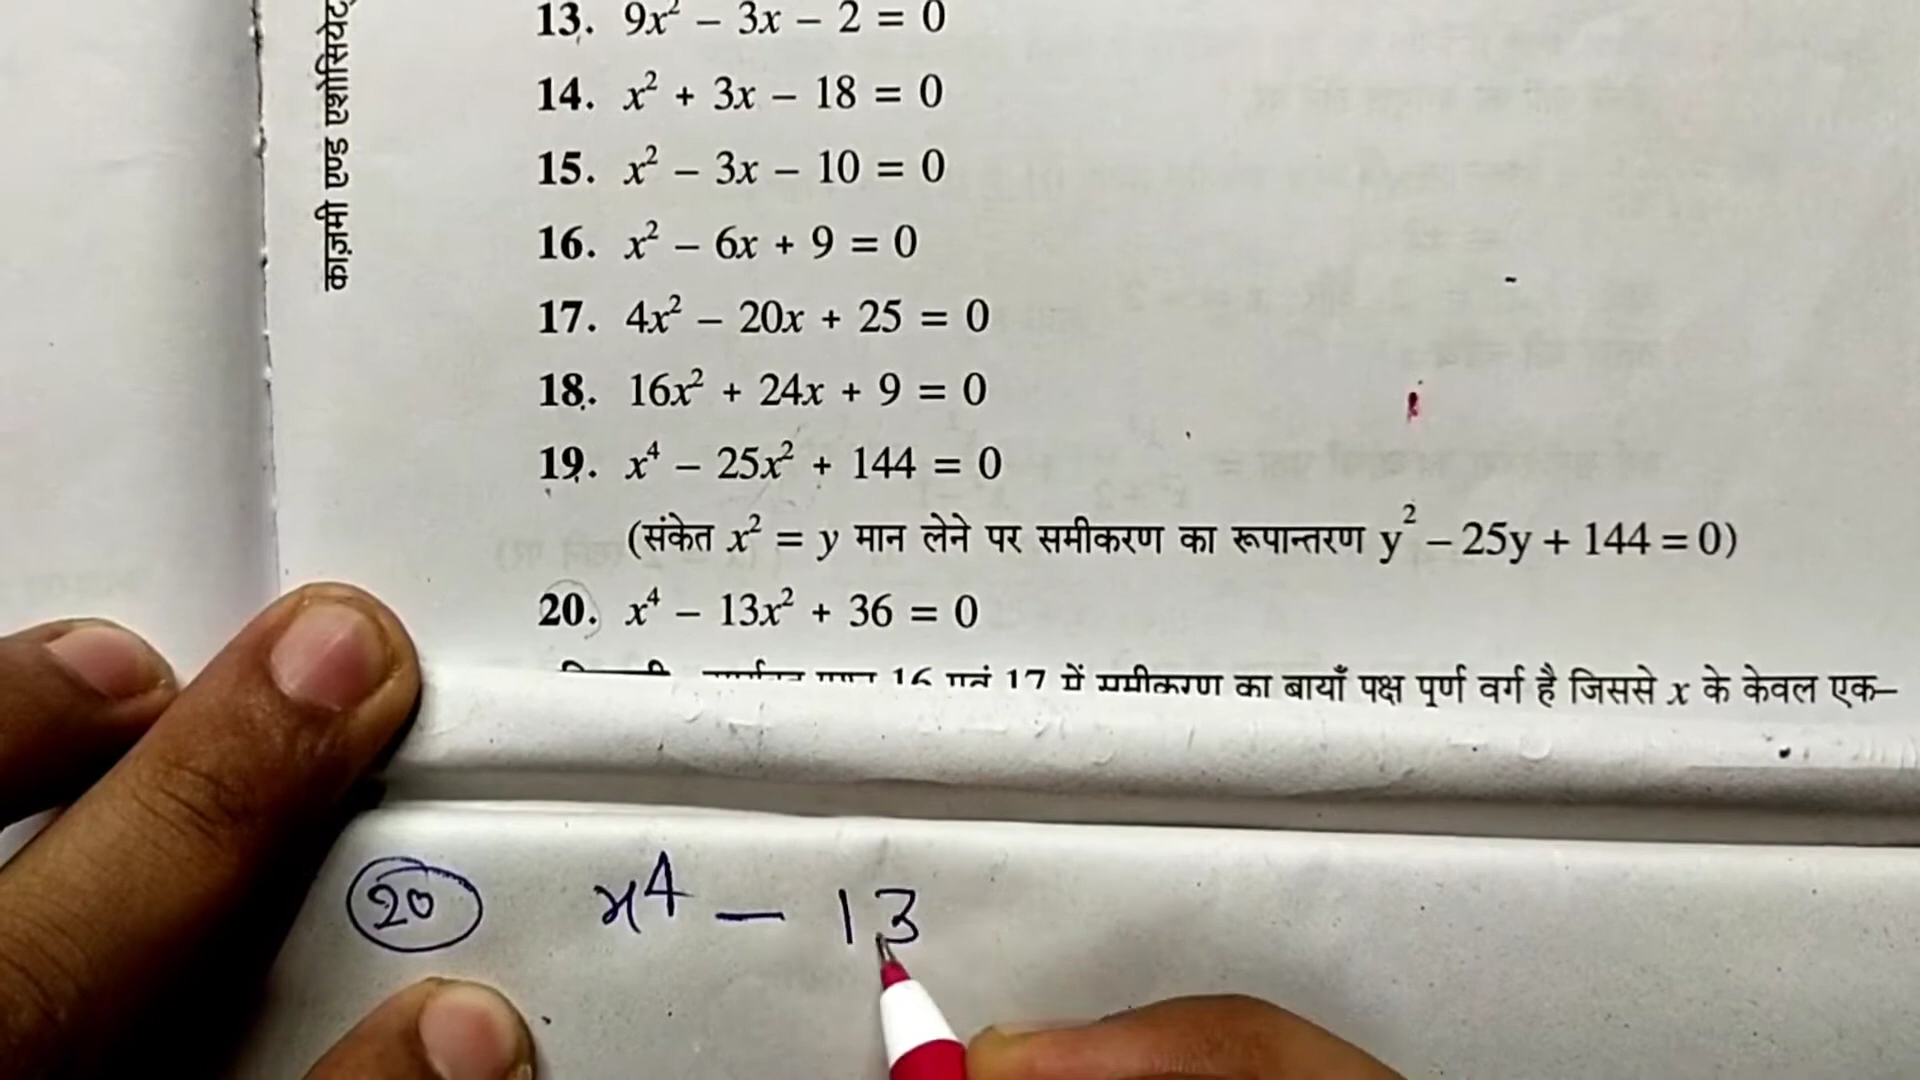 काज़मी एण्ड एशोसियटे
13. 9x² – 3x – 2 = 0
14. x² + 3x – 18 = 0
15. x² – 3x – 10 = 0
16. x² – 6x + 9 = 0
17. 4x² – 20x + 25 = 0
18. 16x² + 24x + 9 = 0
19. x⁴ – 25x² + 144 = 0
(संकेत x² = y मान लेने पर समीकरण का रूपान्तरण y² – 25y + 144 = 0)
20. x⁴ – 13x² + 36 = 0
16 एवं 17 में समीकरण का बायाँ पक्ष पूर्ण वर्ग है जिससे x के केवल एक–
20 x⁴ – 13